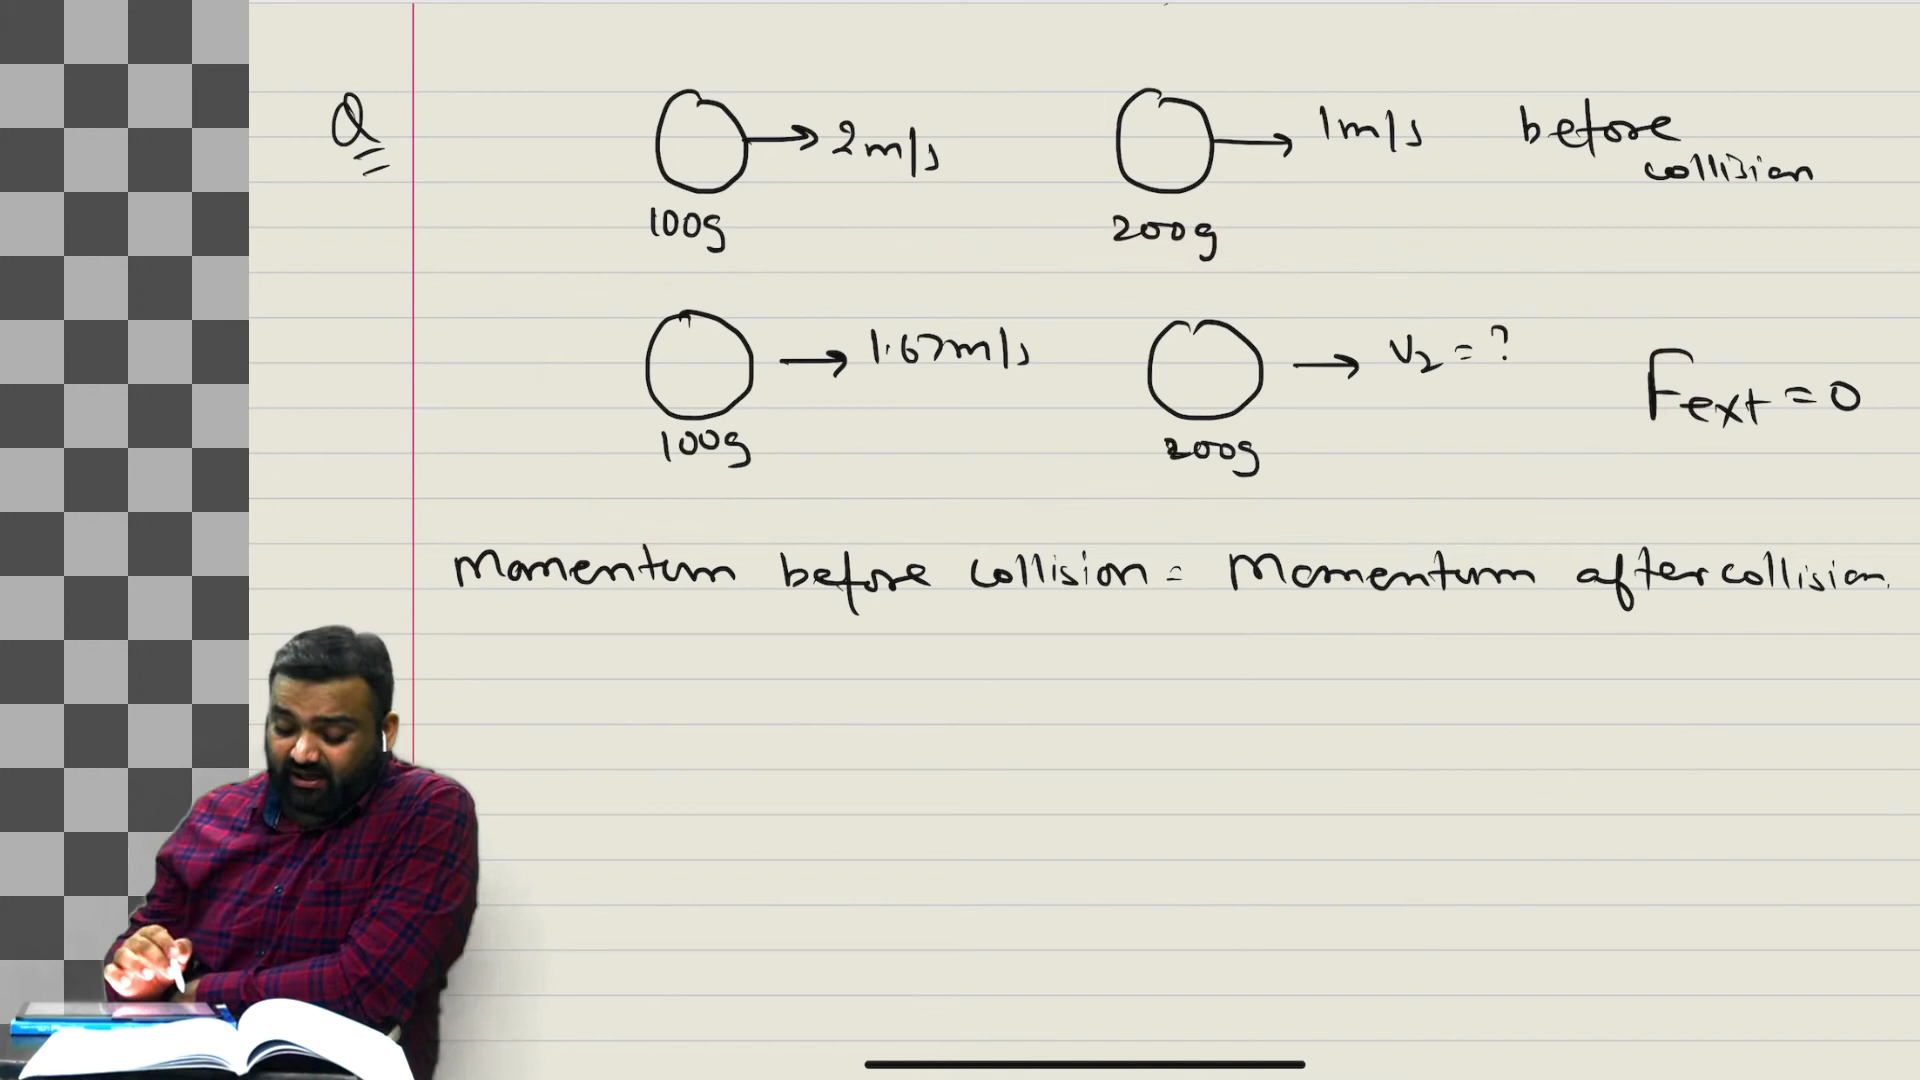 Q
2m/s
1m/s
before
collision
100g
200g
1.67m/s
V₂ = ?
Fext = 0
100g
200g
Momentum before collision = Momentum after collision.